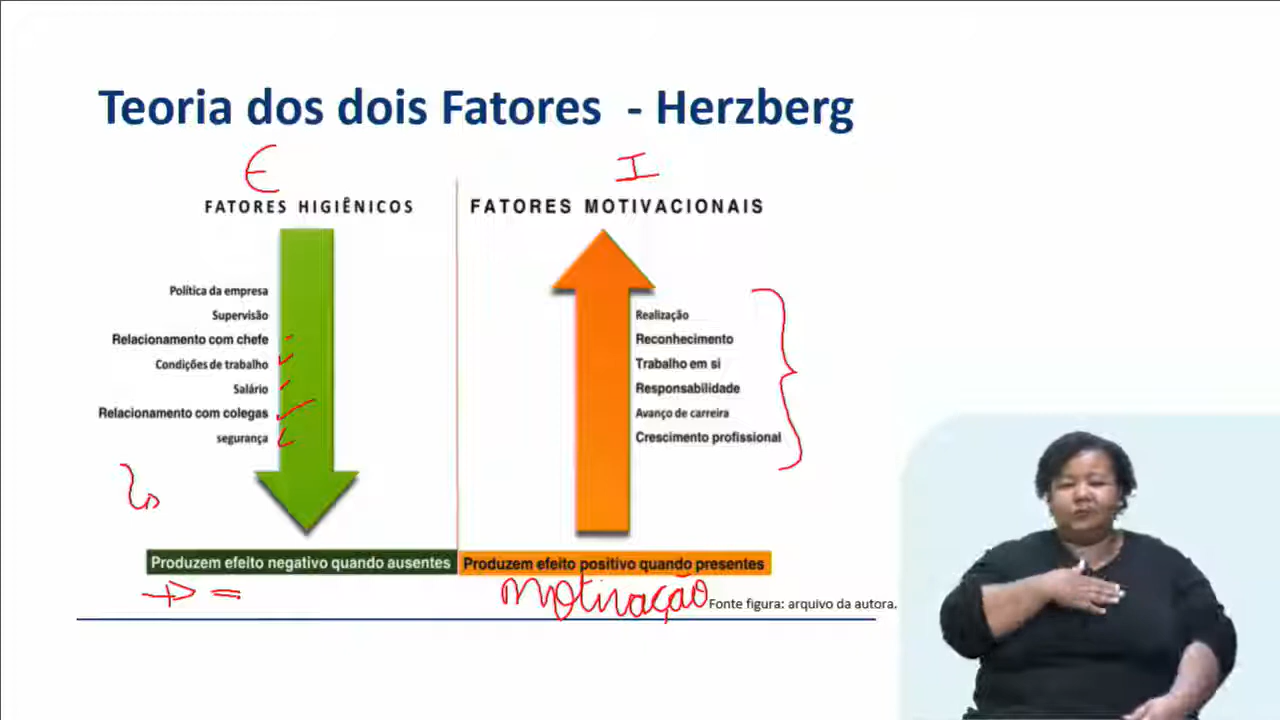 Teoria dos dois Fatores - Herzberg
E
I
FATORES HIGIÊNICOS
FATORES MOTIVACIONAIS
Política da empresa
Supervisão
Relacionamento com chefe
Condições de trabalho
Salário
Relacionamento com colegas
segurança
Realização
Reconhecimento
Trabalho em si
Responsabilidade
Avanço de carreira
Crescimento profissional
Produzem efeito negativo quando ausentes
Produzem efeito positivo quando presentes
=
motivação
Fonte figura: arquivo da autora.